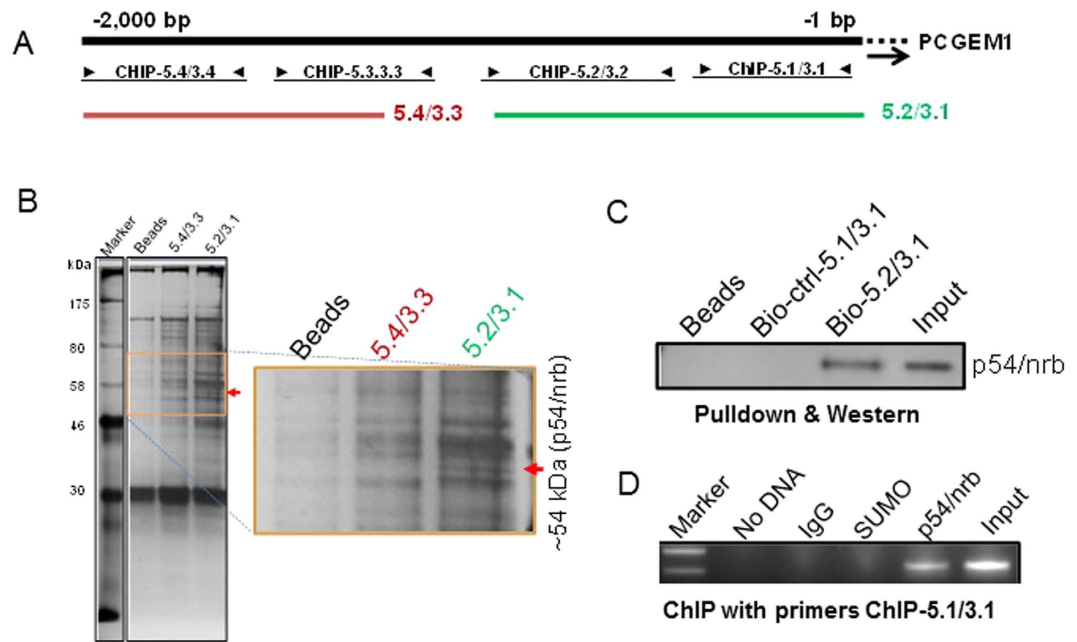 A
-2,000 bp
-1 bp
PCGEM1
CHIP-5.4/3.4
CHIP-5.3.3.3
CHIP-5.2/3.2
ChIP-5.1/3.1
5.4/3.3
5.2/3.1
B
Marker
Beads
5.4/3.3
5.2/3.1
kDa
175
80
58
46
30
Beads
5.4/3.3
5.2/3.1
~54 kDa (p54/nrb)
C
Beads
Bio-ctrl-5.1/3.1
Bio-5.2/3.1
Input
p54/nrb
Pulldown & Western
D
Marker
No DNA
IgG
SUMO
p54/nrb
Input
ChIP with primers ChIP-5.1/3.1